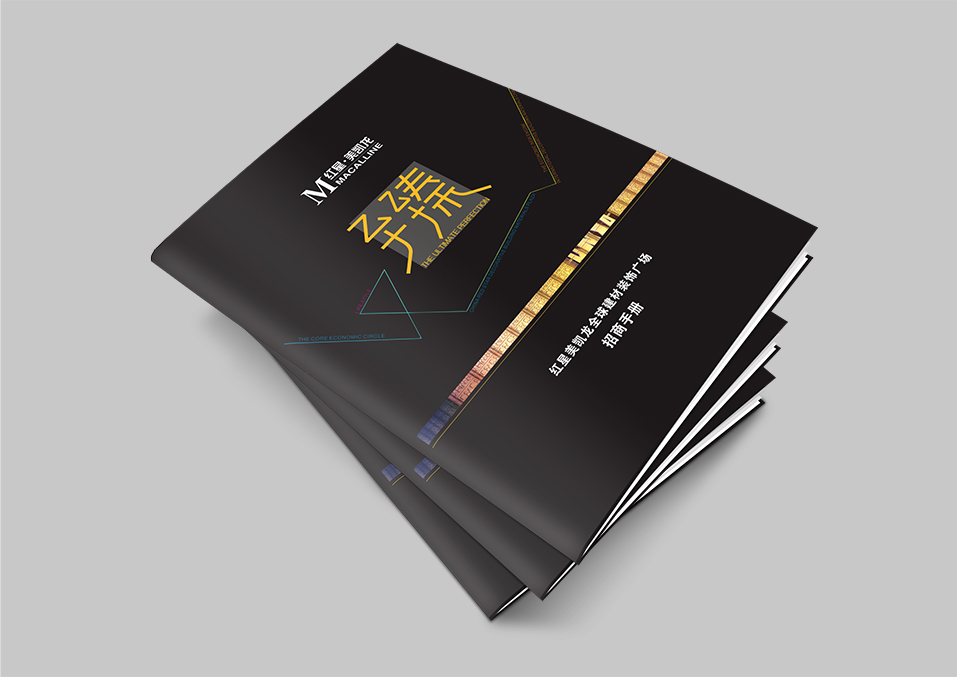 M 红星·美凯龙
MACALLINE
至臻
THE ULTIMATE PERFECTION
THE CORE ECONOMIC CIRCLE
红星美凯龙全球建材装饰广场
招商手册